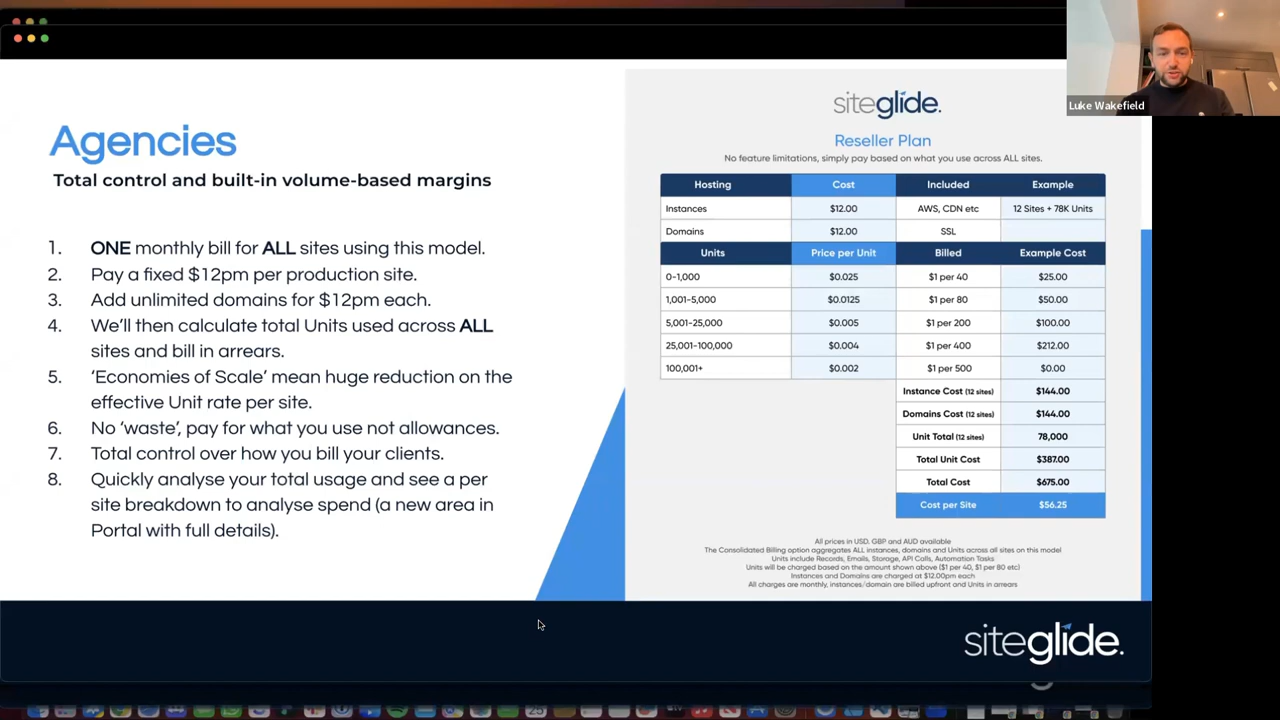 Agencies
Total control and built-in volume-based margins
1. ONE monthly bill for ALL sites using this model.
2. Pay a fixed $12pm per production site.
3. Add unlimited domains for $12pm each.
4. We’ll then calculate total Units used across ALL
sites and bill in arrears.
5. ‘Economies of Scale’ mean huge reduction on the
effective Unit rate per site.
6. No ‘waste’, pay for what you use not allowances.
7. Total control over how you bill your clients.
8. Quickly analyse your total usage and see a per
site breakdown to analyse spend (a new area in
Portal with full details).
siteglide.
Reseller Plan
No feature limitations, simply pay based on what you use across ALL sites.
Hosting Cost Included Example
Instances $12.00 AWS, CDN etc 12 Sites + 78K Units
Domains $12.00 SSL
Units Price per Unit Billed Example Cost
0-1,000 $0.025 $1 per 40 $25.00
1,001-5,000 $0.0125 $1 per 80 $50.00
5,001-25,000 $0.005 $1 per 200 $100.00
25,001-100,000 $0.004 $1 per 400 $212.00
100,001+ $0.002 $1 per 500 $0.00
Instance Cost (12 sites) $144.00
Domains Cost (12 sites) $144.00
Unit Total (12 sites) 78,000
Total Unit Cost $387.00
Total Cost $675.00
Cost per Site $56.25
All prices in USD, GBP and AUD available
The Consolidated Billing option aggregates ALL instances, domains and Units across all sites on this model
Units include Records, Emails, Storage, API Calls, Automation Tasks
Units will be charged based on the amount shown above ($1 per 40, $1 per 80 etc)
Instances and Domains are charged at $12.00pm each
All charges are monthly, instances/domain are billed upfront and Units in arrears
Luke Wakefield
siteglide.